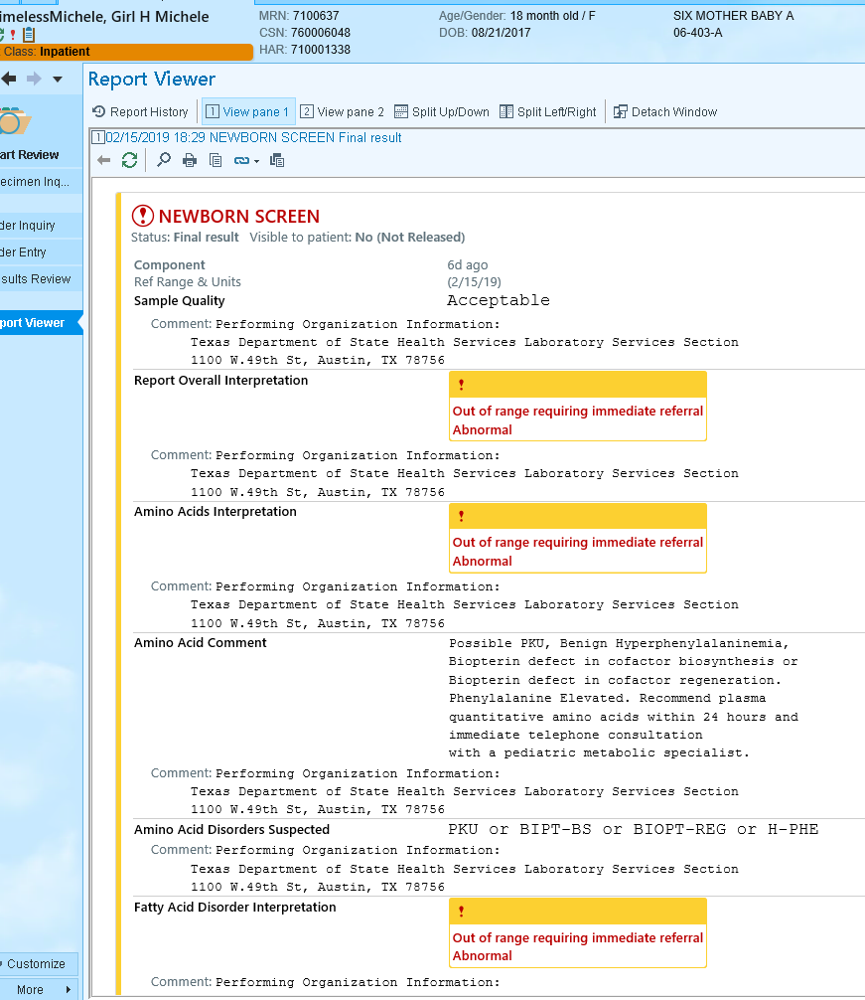 imelessMichele, Girl H Michele
MRN: 7100637
Age/Gender: 18 month old / F
SIX MOTHER BABY A
CSN: 760006048
DOB: 08/21/2017
06-403-A
Class: Inpatient
HAR: 710001338
Report Viewer
Report History
1 View pane 1
2 View pane 2
Split Up/Down
Split Left/Right
Detach Window
art Review
ecimen Inq...
der Inquiry
der Entry
sults Review
port Viewer
Customize
More
1 02/15/2019 18:29 NEWBORN SCREEN Final result
NEWBORN SCREEN
Status: Final result Visible to patient: No (Not Released)
Component 6d ago
Ref Range & Units (2/15/19)
Sample Quality Acceptable
Comment: Performing Organization Information:
Texas Department of State Health Services Laboratory Services Section
1100 W.49th St, Austin, TX 78756
Report Overall Interpretation !
Out of range requiring immediate referral
Abnormal
Comment: Performing Organization Information:
Texas Department of State Health Services Laboratory Services Section
1100 W.49th St, Austin, TX 78756
Amino Acids Interpretation !
Out of range requiring immediate referral
Abnormal
Comment: Performing Organization Information:
Texas Department of State Health Services Laboratory Services Section
1100 W.49th St, Austin, TX 78756
Amino Acid Comment Possible PKU, Benign Hyperphenylalaninemia,
Biopterin defect in cofactor biosynthesis or
Biopterin defect in cofactor regeneration.
Phenylalanine Elevated. Recommend plasma
quantitative amino acids within 24 hours and
immediate telephone consultation
with a pediatric metabolic specialist.
Comment: Performing Organization Information:
Texas Department of State Health Services Laboratory Services Section
1100 W.49th St, Austin, TX 78756
Amino Acid Disorders Suspected PKU or BIPT-BS or BIOPT-REG or H-PHE
Comment: Performing Organization Information:
Texas Department of State Health Services Laboratory Services Section
1100 W.49th St, Austin, TX 78756
Fatty Acid Disorder Interpretation !
Out of range requiring immediate referral
Abnormal
Comment: Performing Organization Information: